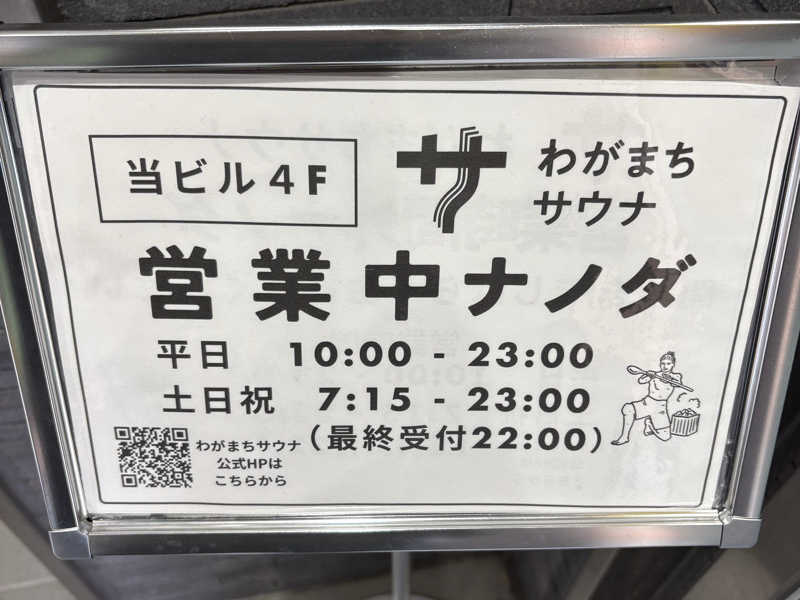 当ビル4F
サ
わがまち
サウナ
営業中ナノダ
平日 10:00 - 23:00
土日祝 7:15 - 23:00
(最終受付22:00)
わがまちサウナ
公式HPは
こちらから